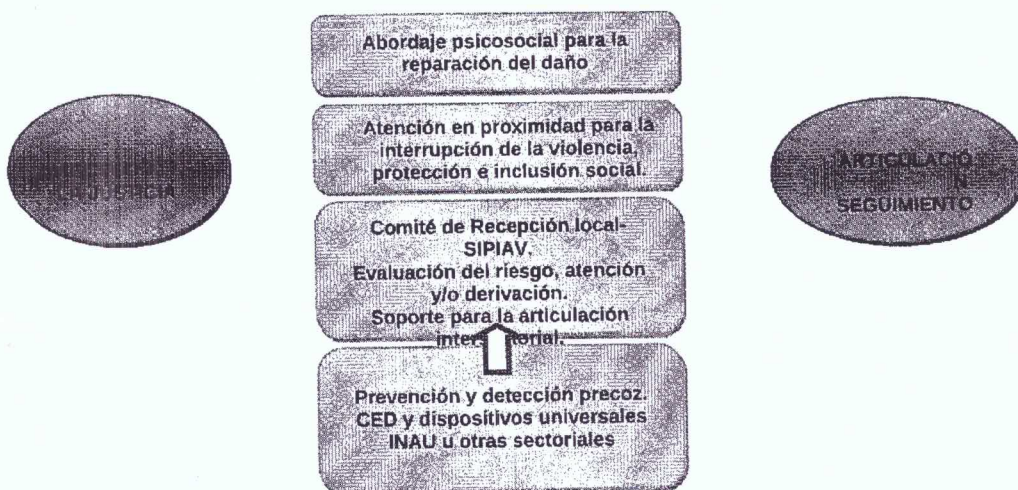 Abordaje psicosocial para la
reparación del daño
Atención en proximidad para la
interrupción de la violencia,
protección e inclusión social.
Comité de Recepción local-
SIPIAV.
Evaluación del riesgo, atención
y/o derivación.
Soporte para la articulación
intersectorial.
Prevención y detección precoz.
CED y dispositivos universales
INAU u otras sectoriales
JUSTICIA
ARTICULACIÓ
N
SEGUIMIENTO